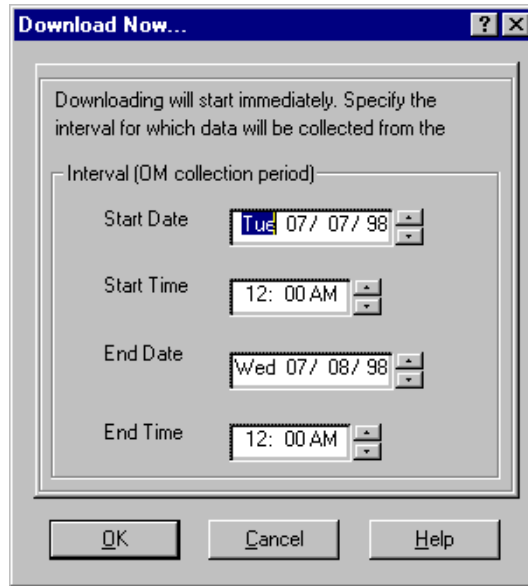 Download Now...
Downloading will start immediately. Specify the
interval for which data will be collected from the
Interval (OM collection period)
Start Date Tue 07/ 07/ 98
Start Time 12: 00 AM
End Date Wed 07/ 08/ 98
End Time 12: 00 AM
OK Cancel Help